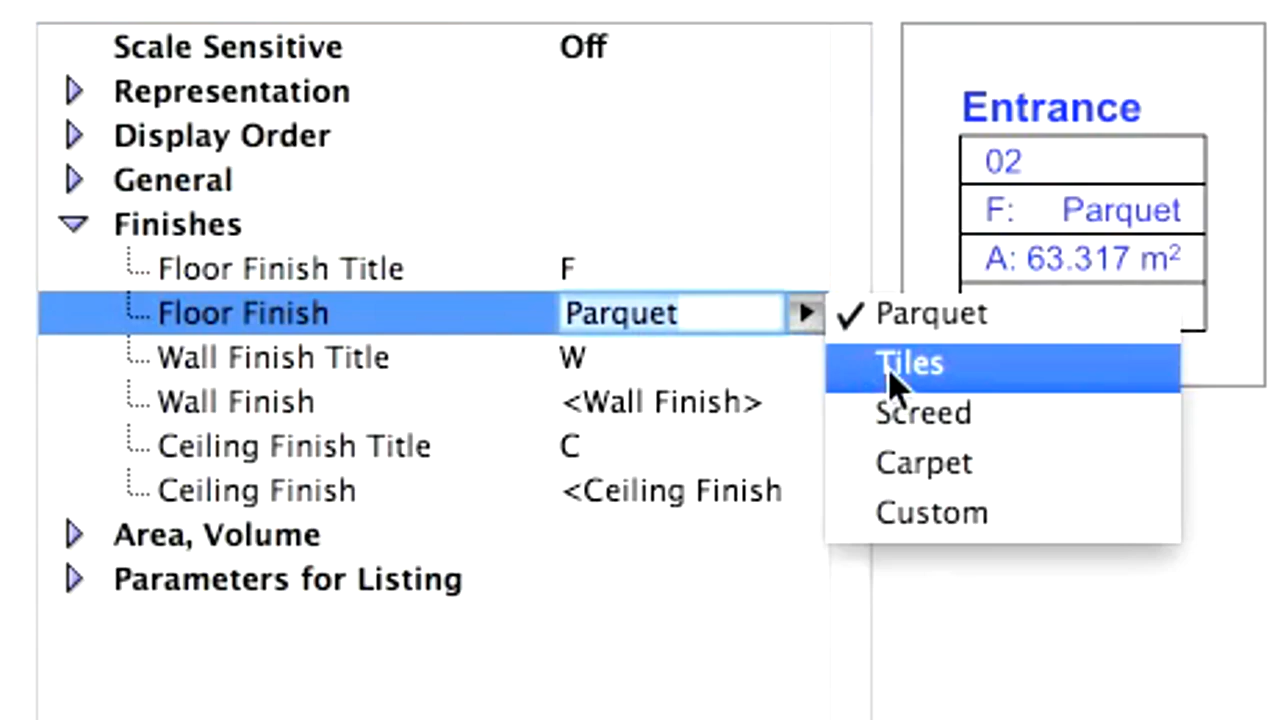 Scale Sensitive Off
Representation
Display Order
General
Finishes
Floor Finish Title F
Floor Finish Parquet
Wall Finish Title W
Wall Finish <Wall Finish>
Ceiling Finish Title C
Ceiling Finish <Ceiling Finish
Area, Volume
Parameters for Listing
Parquet
Tiles
Screed
Carpet
Custom
Entrance
02
F: Parquet
A: 63.317 m²